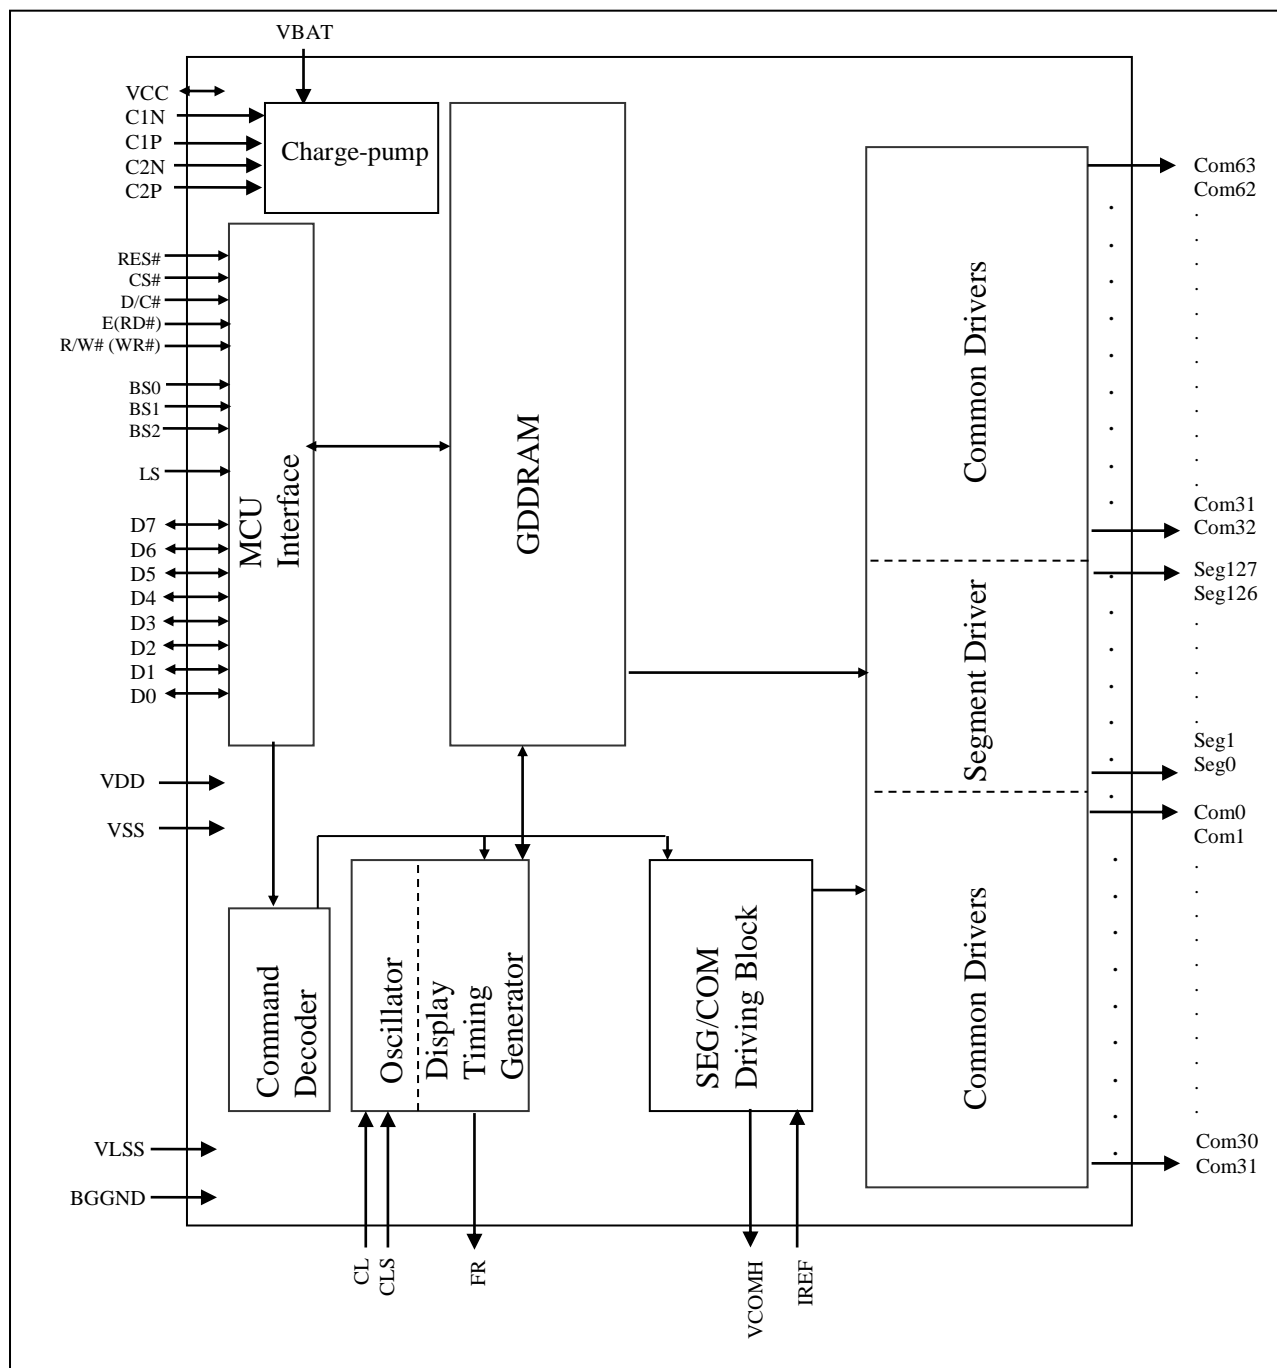 VBAT
VCC
C1N
C1P
C2N
C2P
Charge-pump
RES#
CS#
D/C#
E(RD#)
R/W# (WR#)
BS0
BS1
BS2
LS
D7
D6
D5
D4
D3
D2
D1
D0
MCU
Interface
GDDRAM
Common Drivers
Segment Driver
Common Drivers
Com63
Com62
.
.
.
.
.
.
.
.
.
.
.
.
Com31
Com32
Seg127
Seg126
.
.
.
.
.
Seg1
Seg0
Com0
Com1
.
.
.
.
.
.
.
.
.
.
.
Com30
Com31
VDD
VSS
VLSS
BGGND
Command
Decoder
Oscillator
Display
Timing
Generator
SEG/COM
Driving Block
CL
CLS
FR
VCOMH
IREF